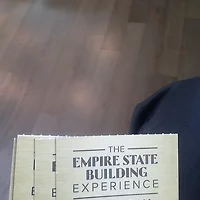 THE
EMPIRE STATE
BUILDING
EXPERIENCE